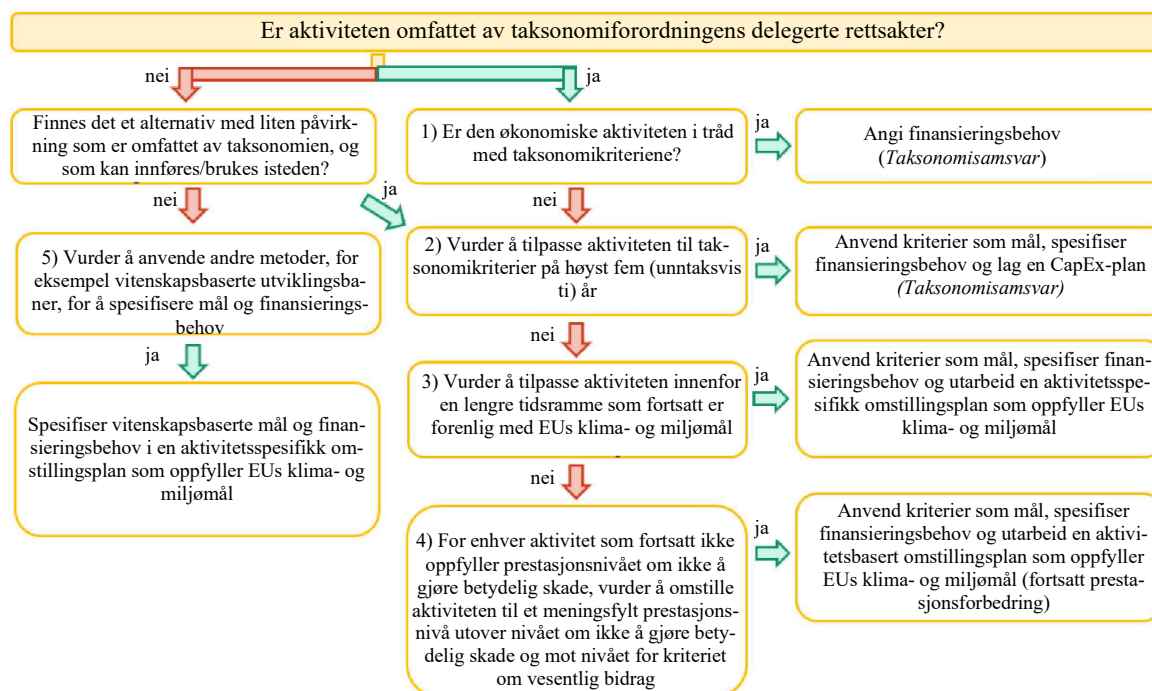 Er aktiviteten omfattet av taksonomiforordningens delegerte rettsakter?
nei
ja
Finnes det et alternativ med liten påvirk-
ning som er omfattet av taksonomien, og
som kan innføres/brukes isteden?
1) Er den økonomiske aktiviteten i tråd
med taksonomikriteriene?
ja
Angi finansieringsbehov
(Taksonomisamsvar)
nei
ja
nei
5) Vurder å anvende andre metoder, for
eksempel vitenskapsbaserte utviklingsba-
ner, for å spesifisere mål og finansierings-
behov
2) Vurder å tilpasse aktiviteten til tak-
sonomikriterier på høyst fem (unntaksvis
ti) år
ja
Anvend kriterier som mål, spesifiser
finansieringsbehov og lag en CapEx-plan
(Taksonomisamsvar)
ja
nei
Spesifiser vitenskapsbaserte mål og finan-
sieringsbehov i en aktivitetsspesifikk om-
stillingsplan som oppfyller EUs klima- og
miljømål
3) Vurder å tilpasse aktiviteten innenfor
en lengre tidsramme som fortsatt er
forenlig med EUs klima- og miljømål
ja
Anvend kriterier som mål, spesifiser finan-
sieringsbehov og utarbeid en aktivitetsspe-
sifikk omstillingsplan som oppfyller EUs
klima- og miljømål
nei
4) For enhver aktivitet som fortsatt ikke
oppfyller prestasjonsnivået om ikke å
gjøre betydelig skade, vurder å omstille
aktiviteten til et meningsfylt prestasjons-
nivå utover nivået om ikke å gjøre bety-
delig skade og mot nivået for kriteriet
om vesentlig bidrag
ja
Anvend kriterier som mål, spesifiser
finansieringsbehov og utarbeid en aktivi-
tetsbasert omstillingsplan som oppfyller
EUs klima- og miljømål (fortsatt presta-
sjonsforbedring)